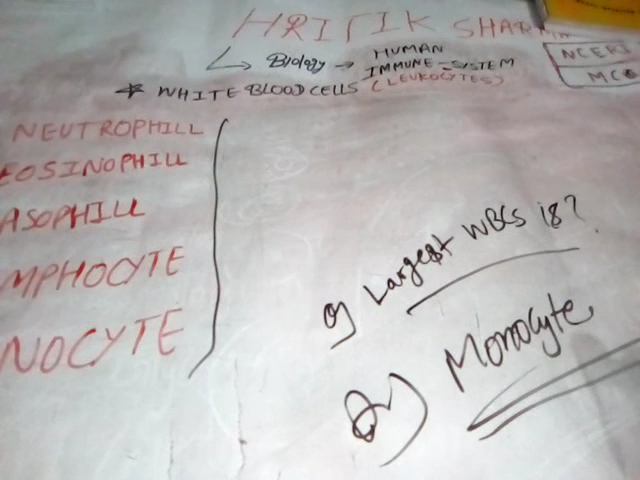 HRITIK SHARM
Biology → HUMAN
IMMUNE - SYSTEM
* WHITE BLOOD CELLS (LEUKOCYTES)
NCERT
MC
NEUTROPHILL
EOSINOPHILL
ASOPHILL
MPHOCYTE
NOCYTE
Q) Largest WBCs is?
Monocyte